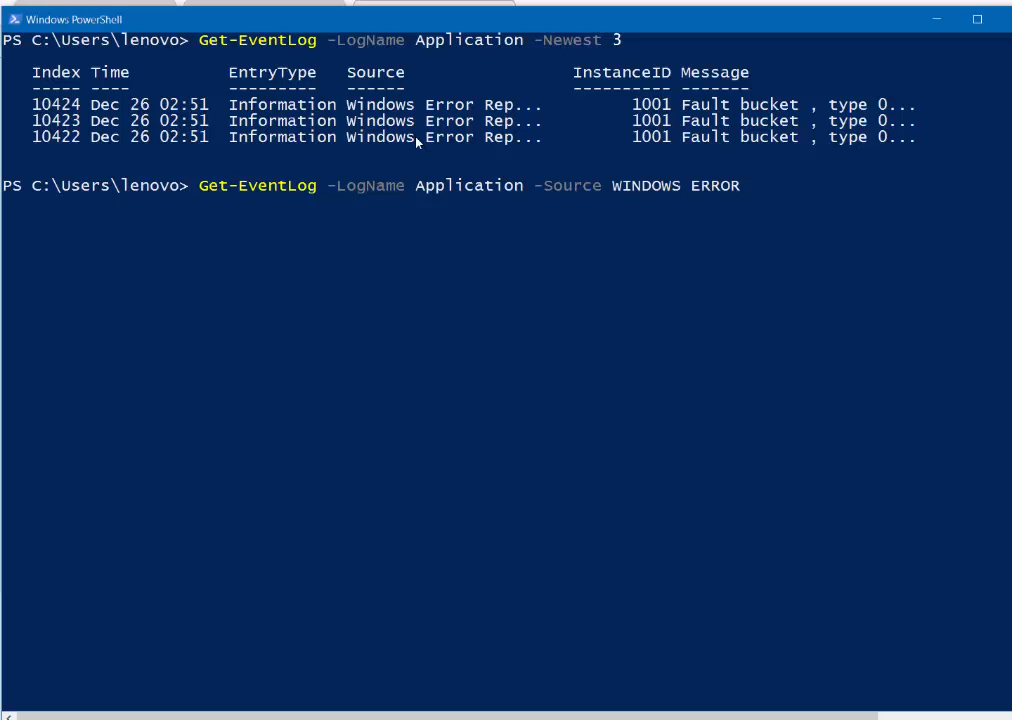 Windows PowerShell
PS C:\Users\lenovo> Get-EventLog -LogName Application -Newest 3
Index Time EntryType Source InstanceID Message
----- ---- --------- ------ ---------- -------
10424 Dec 26 02:51 Information Windows Error Rep... 1001 Fault bucket , type 0...
10423 Dec 26 02:51 Information Windows Error Rep... 1001 Fault bucket , type 0...
10422 Dec 26 02:51 Information Windows Error Rep... 1001 Fault bucket , type 0...
PS C:\Users\lenovo> Get-EventLog -LogName Application -Source WINDOWS ERROR